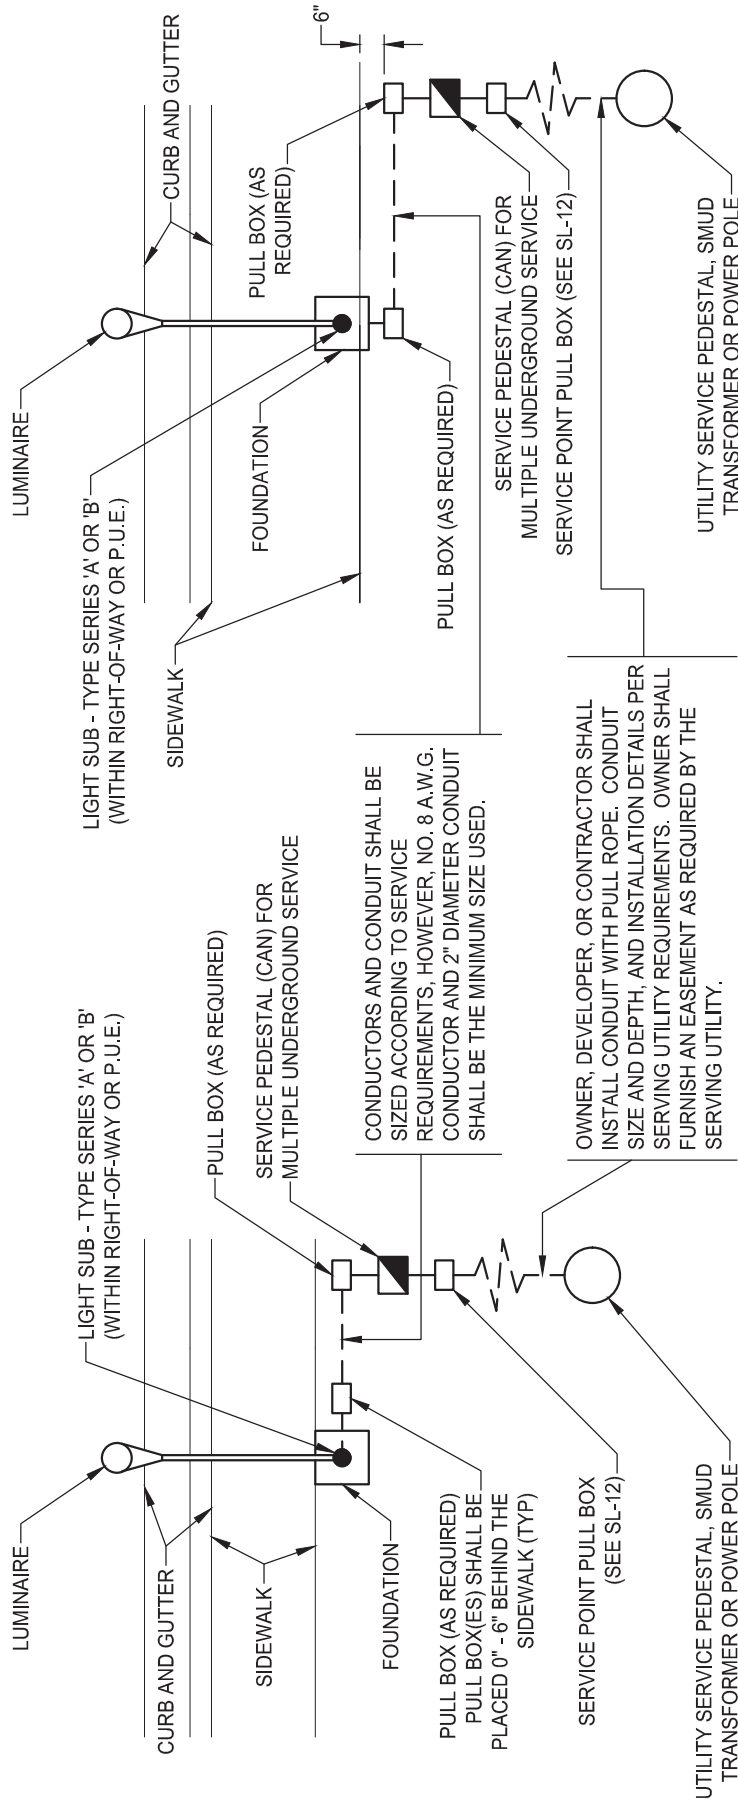 LUMINAIRE
CURB AND GUTTER
SIDEWALK
FOUNDATION
PULL BOX (AS REQUIRED)
PULL BOX(ES) SHALL BE
PLACED 0" - 6" BEHIND THE
SIDEWALK (TYP)
SERVICE POINT PULL BOX
(SEE SL-12)
UTILITY SERVICE PEDESTAL, SMUD
TRANSFORMER OR POWER POLE
LIGHT SUB - TYPE SERIES 'A' OR 'B'
(WITHIN RIGHT-OF-WAY OR P.U.E.)
PULL BOX (AS REQUIRED)
SERVICE PEDESTAL (CAN) FOR
MULTIPLE UNDERGROUND SERVICE
CONDUCTORS AND CONDUIT SHALL BE
SIZED ACCORDING TO SERVICE
REQUIREMENTS, HOWEVER, NO. 8 A.W.G.
CONDUCTOR AND 2" DIAMETER CONDUIT
SHALL BE THE MINIMUM SIZE USED.
OWNER, DEVELOPER, OR CONTRACTOR SHALL
INSTALL CONDUIT WITH PULL ROPE. CONDUIT
SIZE AND DEPTH, AND INSTALLATION DETAILS PER
SERVING UTILITY REQUIREMENTS. OWNER SHALL
FURNISH AN EASEMENT AS REQUIRED BY THE
SERVING UTILITY.
LUMINAIRE
LIGHT SUB - TYPE SERIES 'A' OR 'B'
(WITHIN RIGHT-OF-WAY OR P.U.E.)
SIDEWALK
FOUNDATION
PULL BOX (AS REQUIRED)
CURB AND GUTTER
PULL BOX (AS
REQUIRED)
6"
SERVICE PEDESTAL (CAN) FOR
MULTIPLE UNDERGROUND SERVICE
SERVICE POINT PULL BOX (SEE SL-12)
UTILITY SERVICE PEDESTAL, SMUD
TRANSFORMER OR POWER POLE